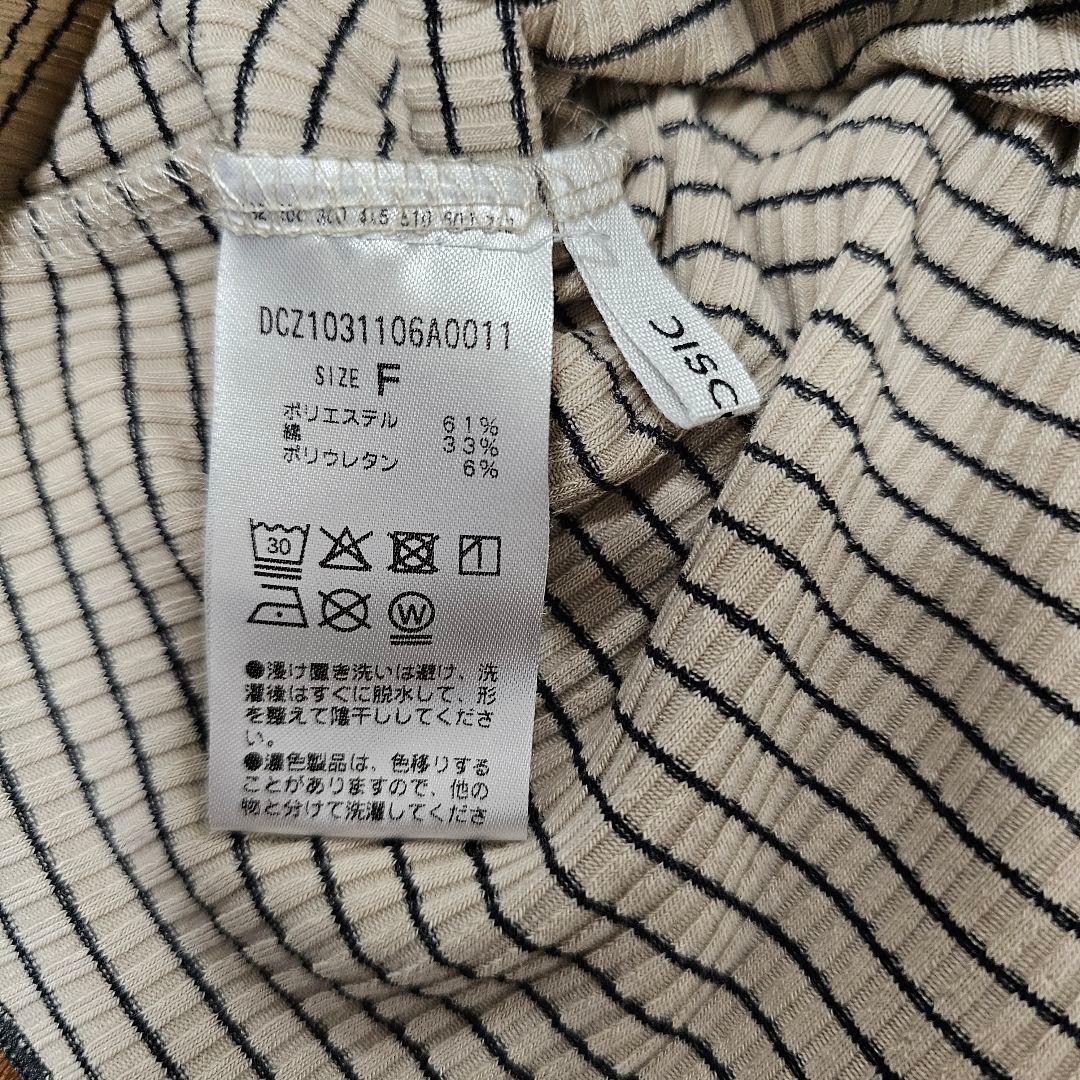 DCZ1031106A0011
SIZE F
ポリエステル 61%
綿 33%
ポリウレタン 6%
30
1
W
●浸け置き洗いは避け、洗
濯後はすぐに脱水して、形
を整えて陰干ししてくださ
い。
●濃色製品は、色移りする
ことがありますので、他の
物と分けて洗濯してくださ
SIC